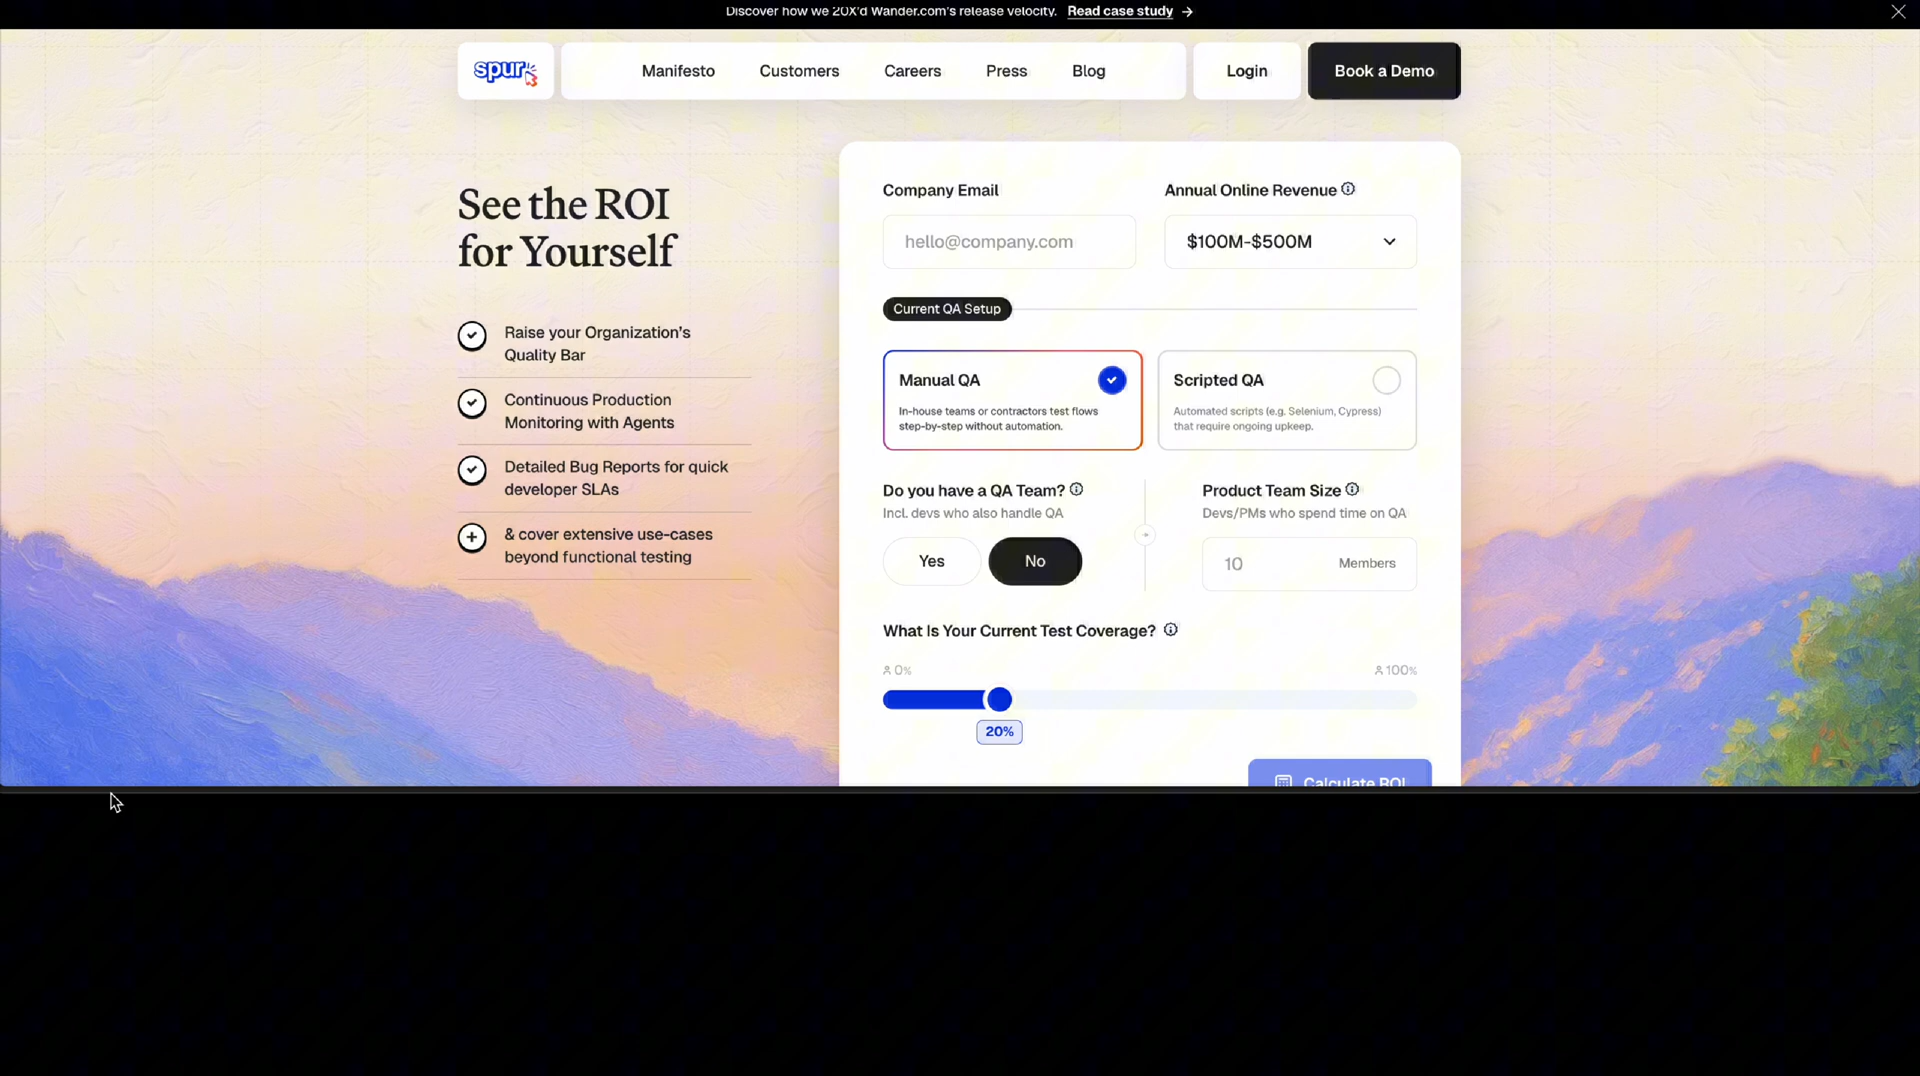 Discover how we 20X'd Wander.com's release velocity. Read case study →
spur Manifesto Customers Careers Press Blog Login Book a Demo
See the ROI
for Yourself
Raise your Organization's
Quality Bar
Continuous Production
Monitoring with Agents
Detailed Bug Reports for quick
developer SLAs
& cover extensive use-cases
beyond functional testing
Company Email
hello@company.com
Annual Online Revenue
$100M-$500M
Current QA Setup
Manual QA
In-house teams or contractors test flows
step-by-step without automation.
Scripted QA
Automated scripts (e.g. Selenium, Cypress)
that require ongoing upkeep.
Do you have a QA Team?
Incl. devs who also handle QA
Yes No
Product Team Size
Devs/PMs who spend time on QA
10 Members
What Is Your Current Test Coverage?
0% 100%
20%
Calculate ROI